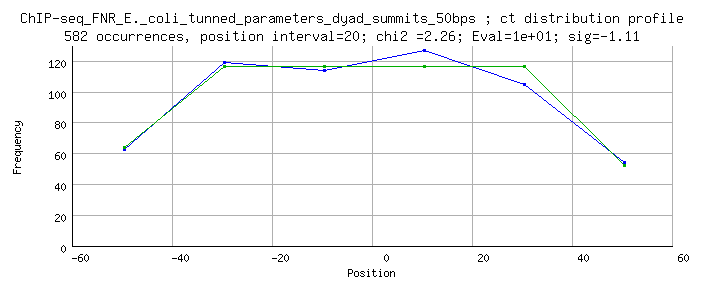 ChIP-seq_FNR_E._coli_tunned_parameters_dyad_summits_50bps ; ct distribution profile
582 occurrences, position interval=20; chi2 =2.26; Eval=1e+01; sig=-1.11
120
100
80
60
40
20
0
Frequency
-60 -40 -20 0 20 40 60
Position